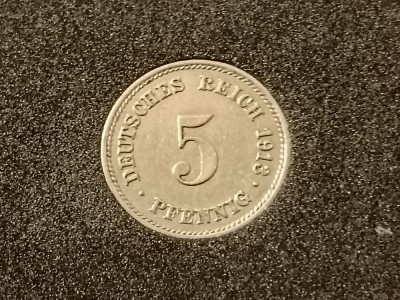 DEUTSCHES REICH 1913
5
· PFENNIG ·